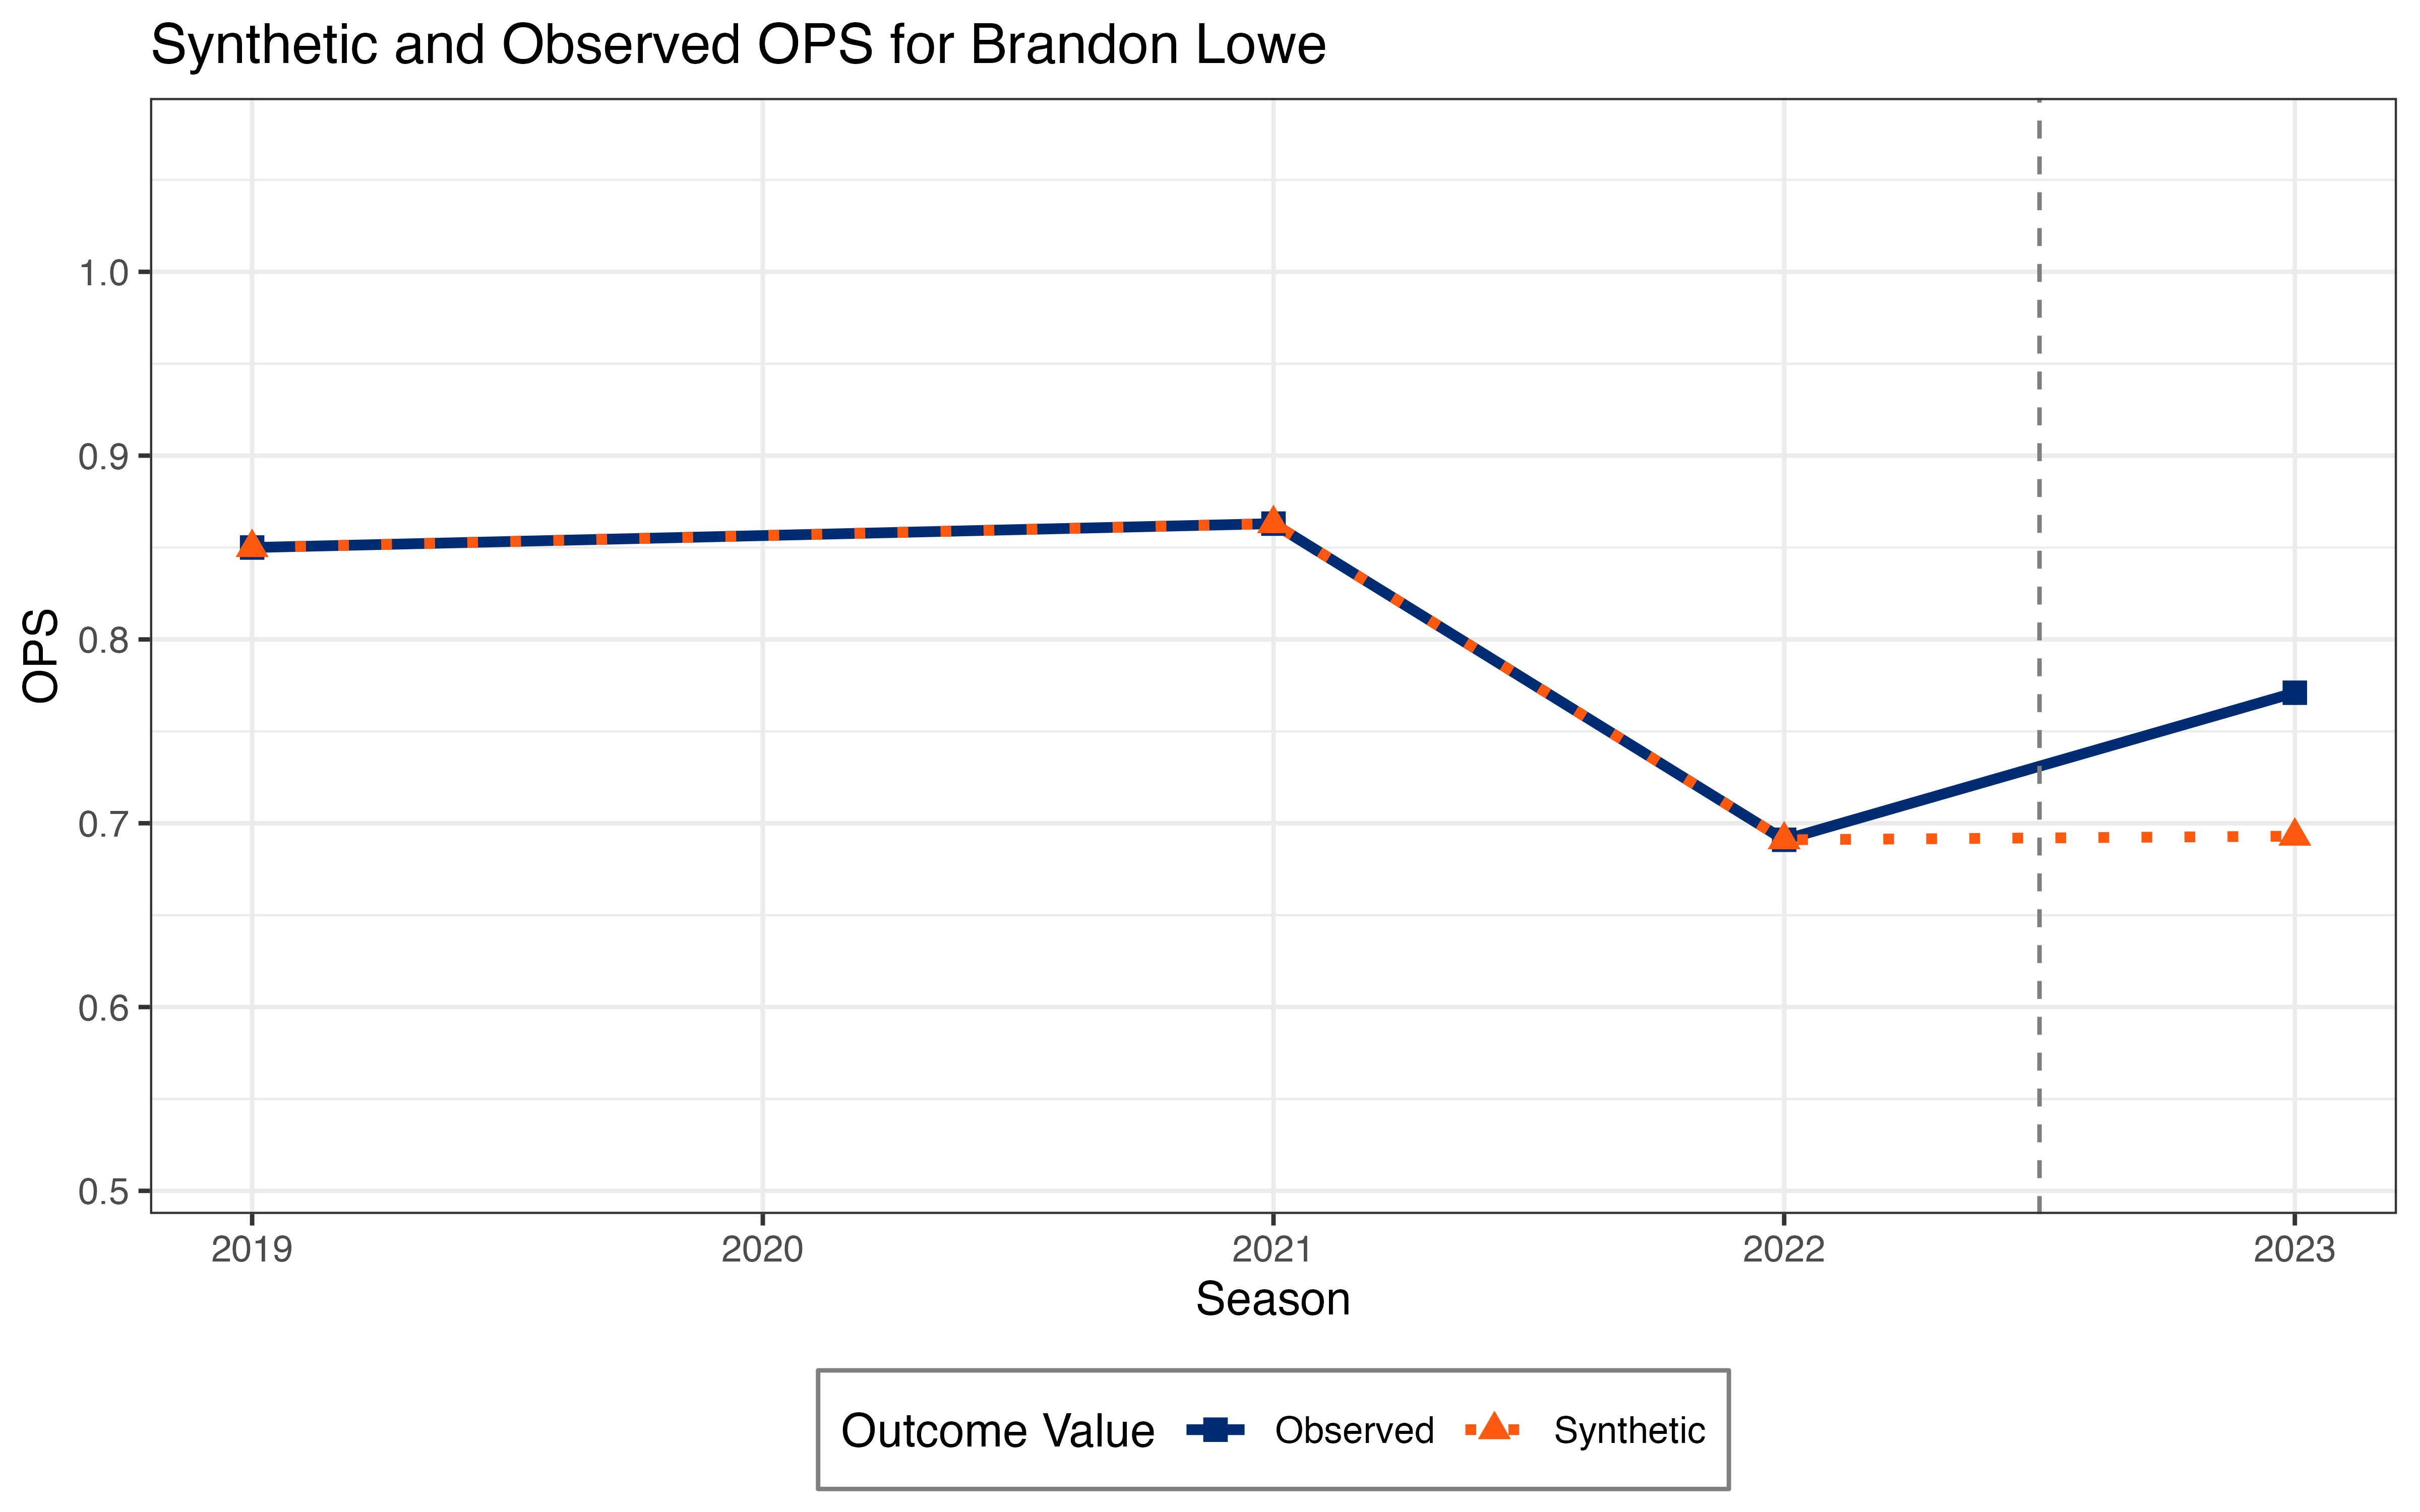 Synthetic and Observed OPS for Brandon Lowe
1.0
0.9
0.8
0.7
0.6
0.5
OPS
2019 2020 2021 2022 2023
Season
Outcome Value Observed Synthetic